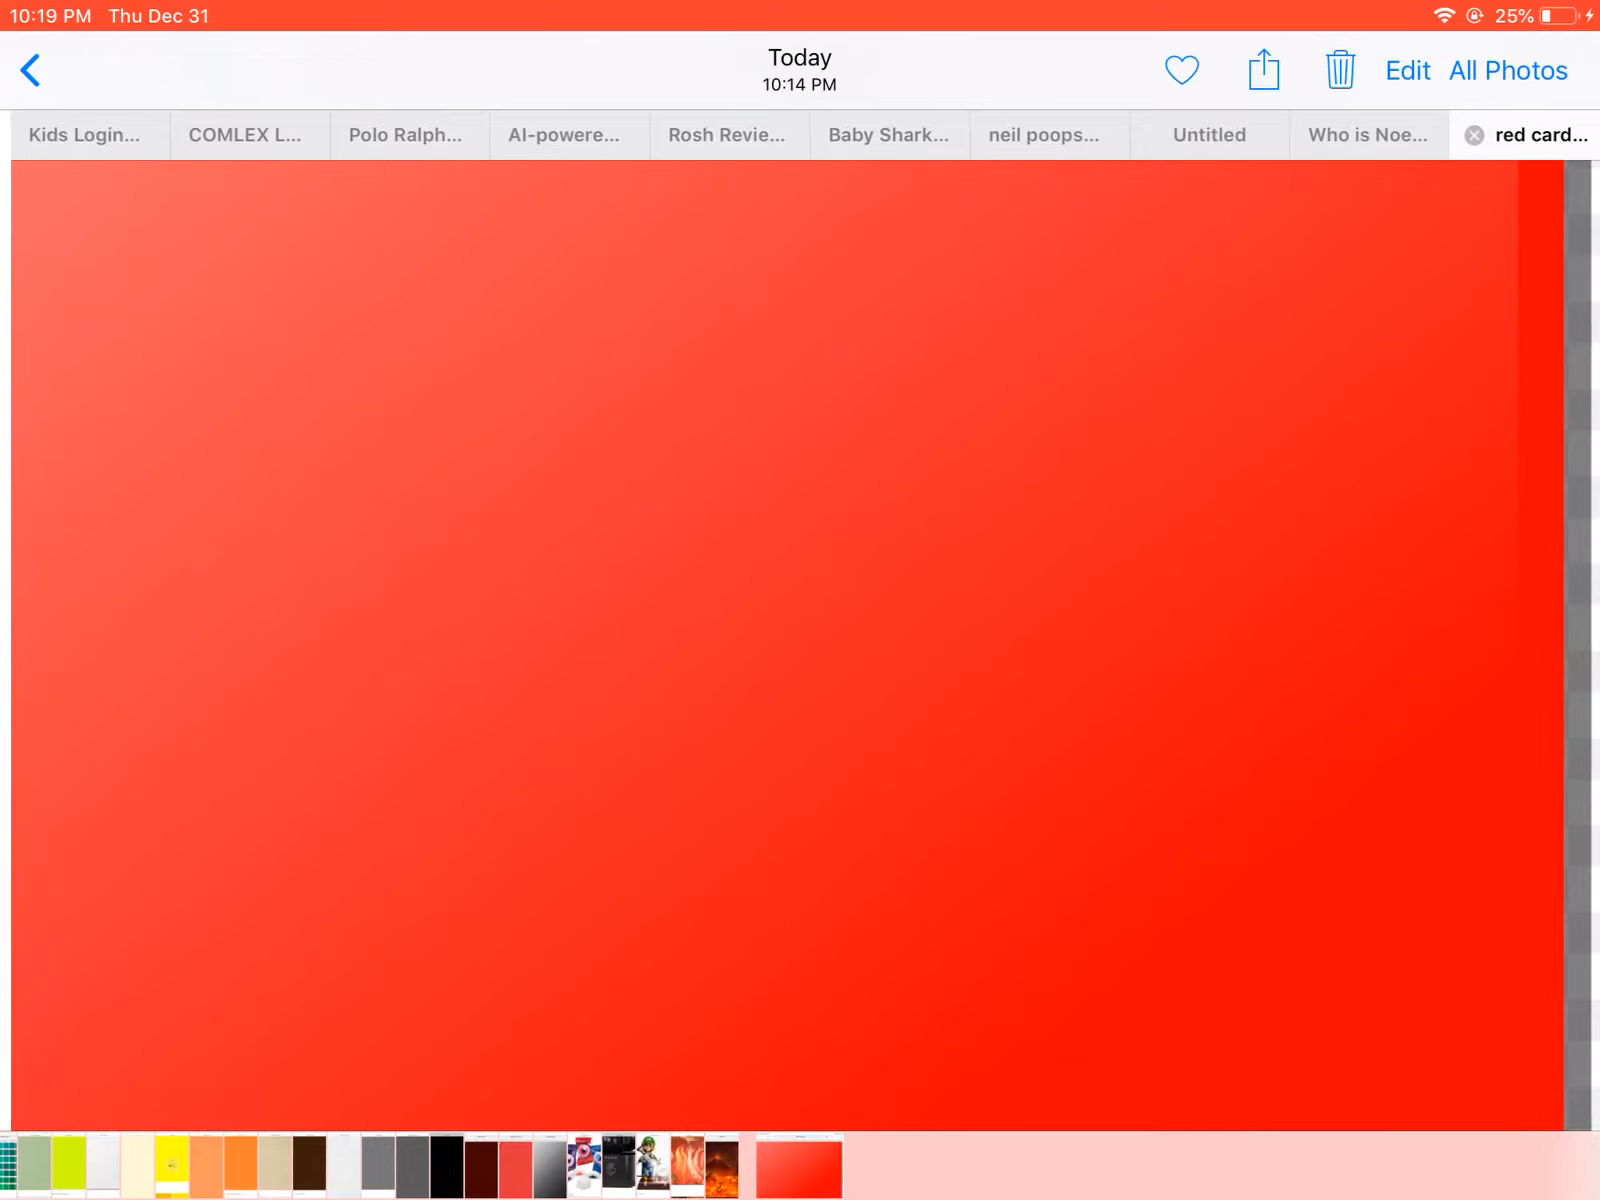 10:19 PM Thu Dec 31 25%
Today
10:14 PM
Edit All Photos
Kids Login... COMLEX L... Polo Ralph... AI-powere... Rosh Revie... Baby Shark... neil poops... Untitled Who is Noe... red card...